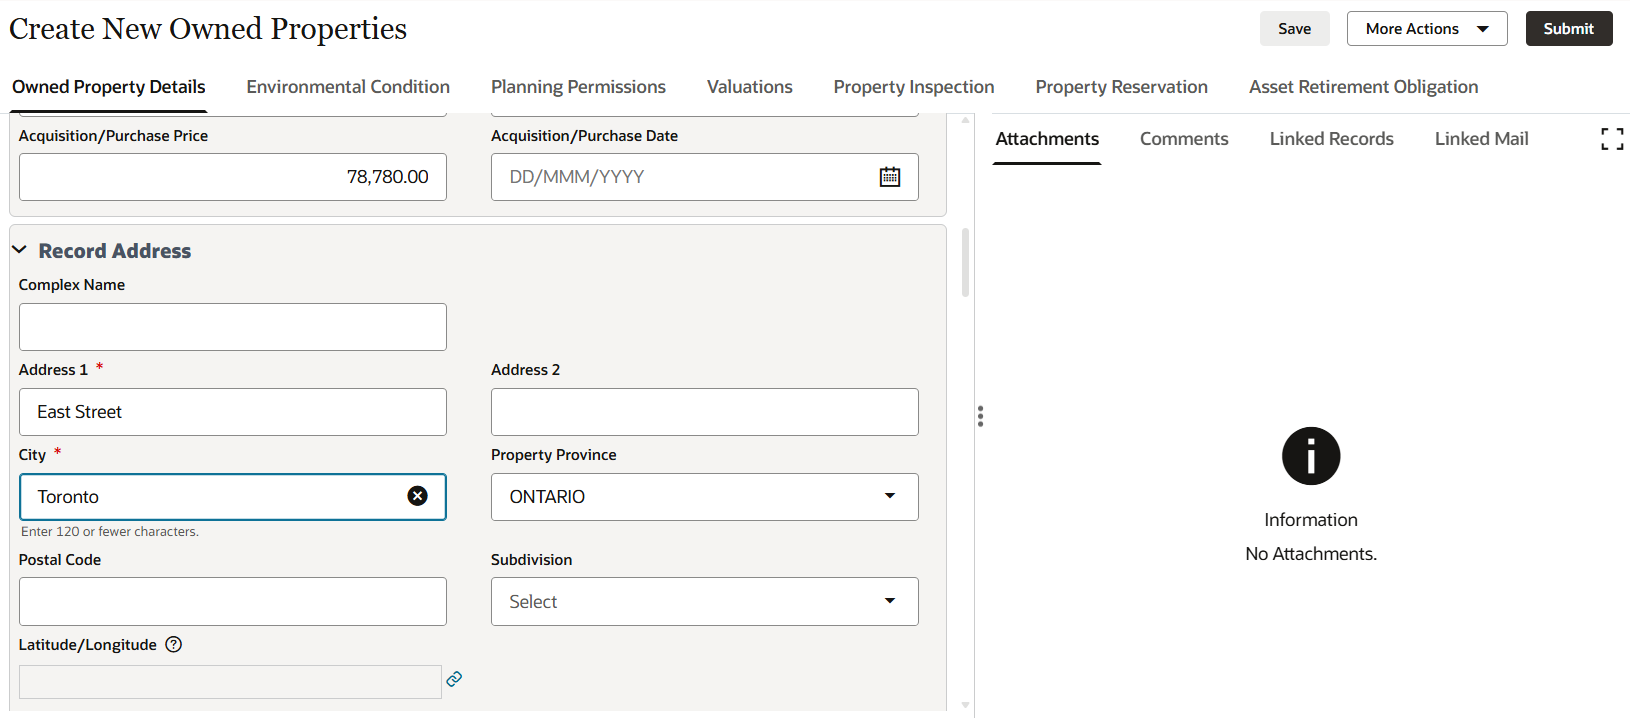 Create New Owned Properties
Save
More Actions
Submit
Owned Property Details
Environmental Condition
Planning Permissions
Valuations
Property Inspection
Property Reservation
Asset Retirement Obligation
Acquisition/Purchase Price
Acquisition/Purchase Date
78,780.00
DD/MMM/YYYY
Record Address
Complex Name
Address 1 *
Address 2
East Street
City *
Property Province
Toronto
ONTARIO
Enter 120 or fewer characters.
Postal Code
Subdivision
Select
Latitude/Longitude
Attachments
Comments
Linked Records
Linked Mail
Information
No Attachments.